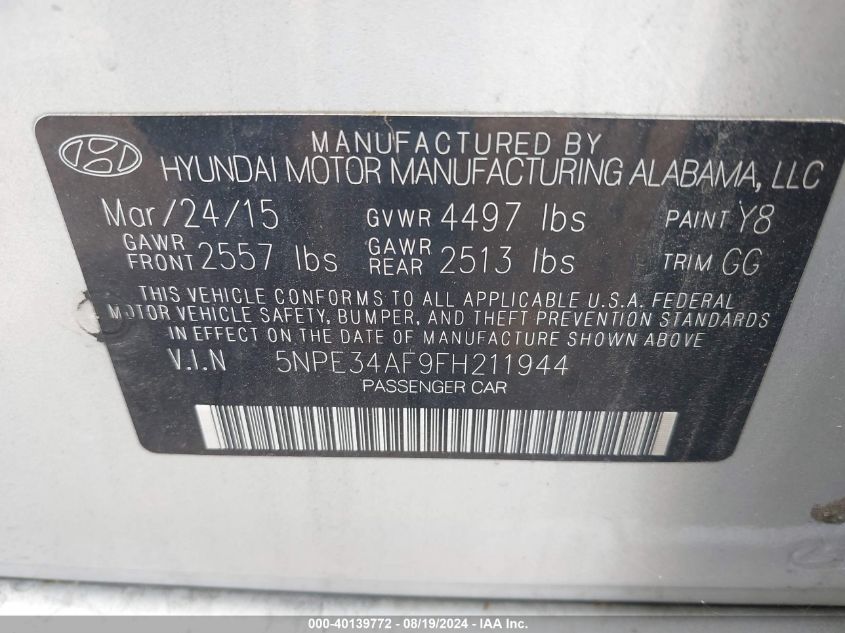 MANUFACTURED BY
HYUNDAI MOTOR MANUFACTURING ALABAMA, LLC
Mar/24/15 GVWR 4497 lbs PAINT Y8
GAWR FRONT 2557 lbs GAWR REAR 2513 lbs TRIM GG
THIS VEHICLE CONFORMS TO ALL APPLICABLE U.S.A. FEDERAL
MOTOR VEHICLE SAFETY, BUMPER, AND THEFT PREVENTION STANDARDS
IN EFFECT ON THE DATE OF MANUFACTURE SHOWN ABOVE
V.I.N 5NPE34AF9FH211944
PASSENGER CAR
000-40139772 - 08/19/2024 - IAA Inc.